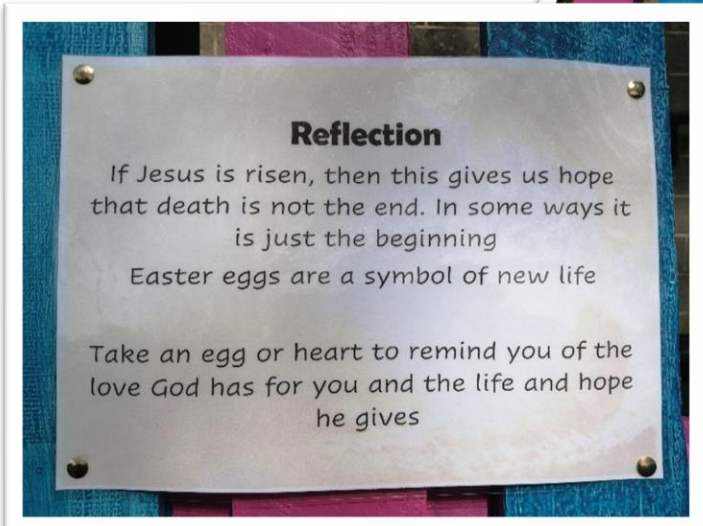 Reflection
If Jesus is risen, then this gives us hope
that death is not the end. In some ways it
is just the beginning
Easter eggs are a symbol of new life
Take an egg or heart to remind you of the
love God has for you and the life and hope
he gives